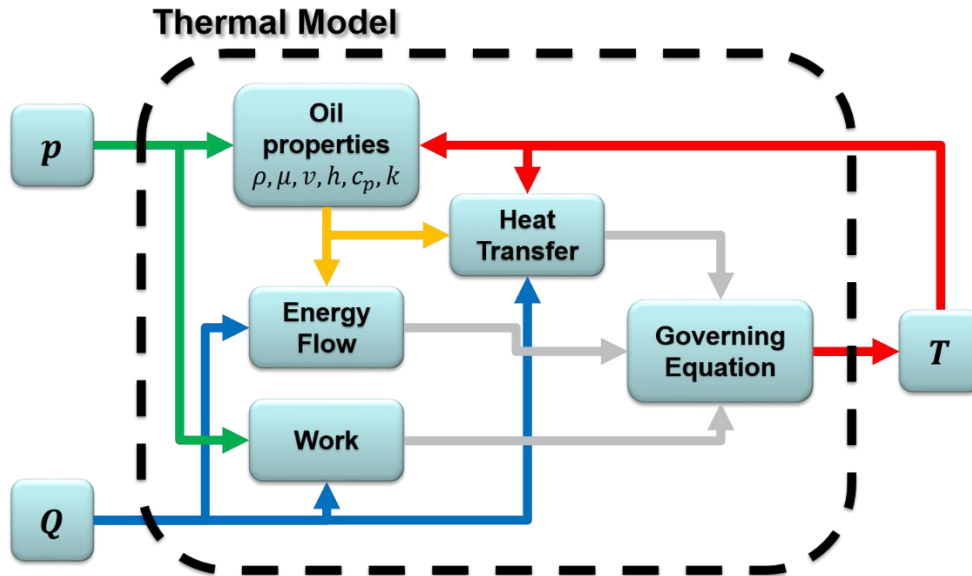 Thermal Model
p
Oil
properties
ρ, μ, ν, h, c_p, k
Heat
Transfer
Energy
Flow
Governing
Equation
T
Work
Q